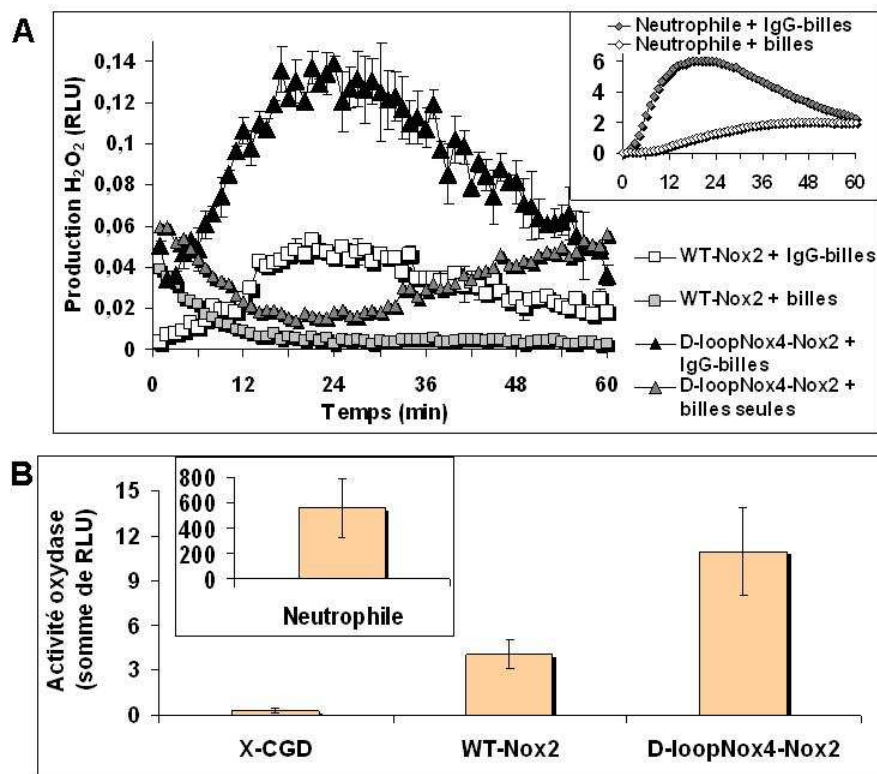 A
Production H2O2 (RLU)
0,14
0,12
0,1
0.08
0.06
0.04
0.02
0
0 12 24 36 48 60
Temps (min)
Neutrophile + IgG-billes
Neutrophile + billes
6
4
2
0
0 12 24 36 48 60
WT-Nox2 + IgG-billes
WT-Nox2 + billes
D-loopNox4-Nox2 +
IgG-billes
D-loopNox4-Nox2 +
billes seules
B
Activité oxydase
(somme de RLU)
15
12
9
6
3
0
800
600
400
200
0
Neutrophile
X-CGD WT-Nox2 D-loopNox4-Nox2